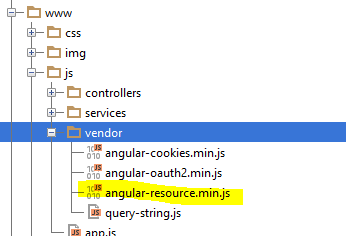 www
css
img
js
controllers
services
vendor
angular-cookies.min.js
angular-oauth2.min.js
angular-resource.min.js
query-string.js
app.js